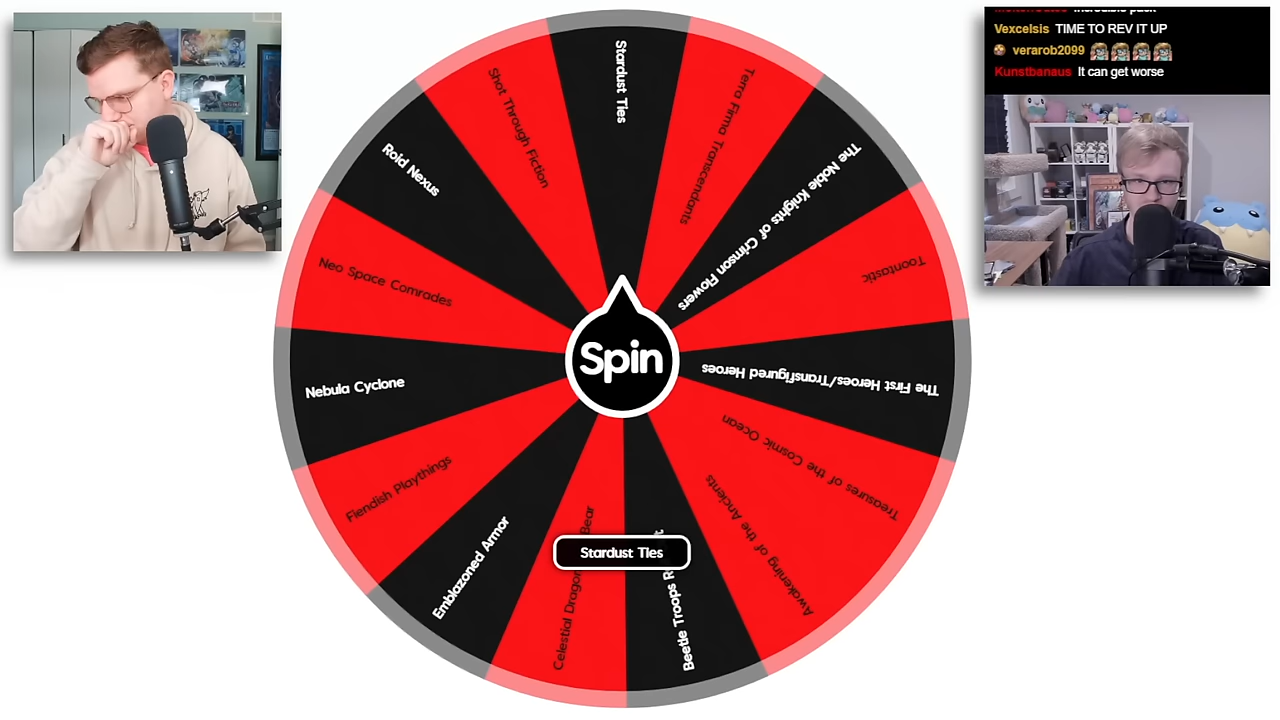 Vexcelsis TIME TO REV IT UP
verarob2099
Kunstbanaus It can get worse
Stardust Ties
Terra Firma Transcendants
The Noble Knights of Crimson Flowers
Toontastic
The First Heroes/Transfigured Heroes
Treasures of the Cosmic Ocean
Awakening of the Ancients
Beetle Troops
Celestial Dragon Bear
Emblazoned Armor
Fiendish Playthings
Nebula Cyclone
Neo Space Comrades
Roid Nexus
Shot Through Fiction
Spin
Stardust Ties